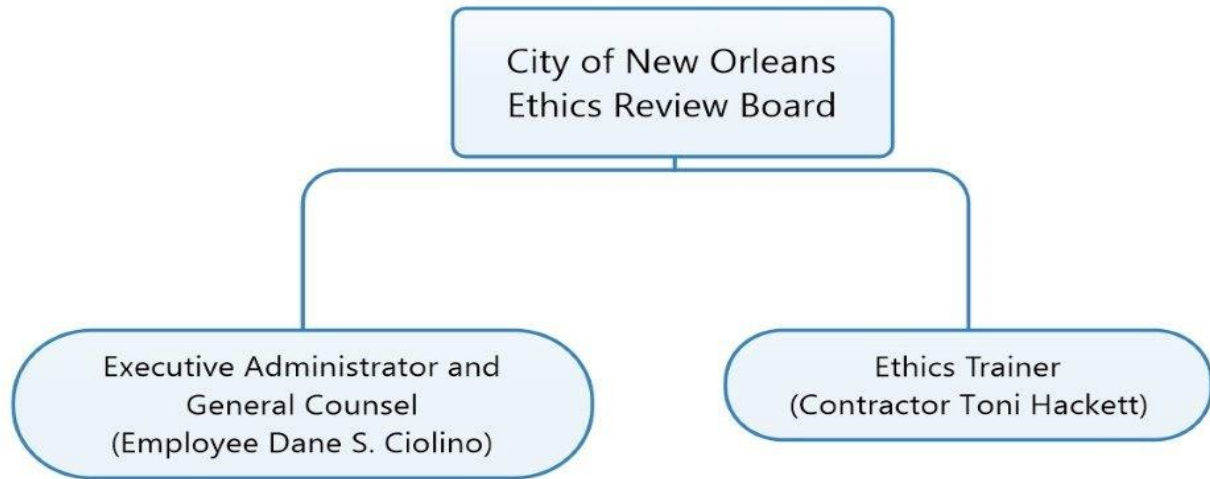 City of New Orleans
Ethics Review Board
Executive Administrator and
General Counsel
(Employee Dane S. Ciolino)
Ethics Trainer
(Contractor Toni Hackett)